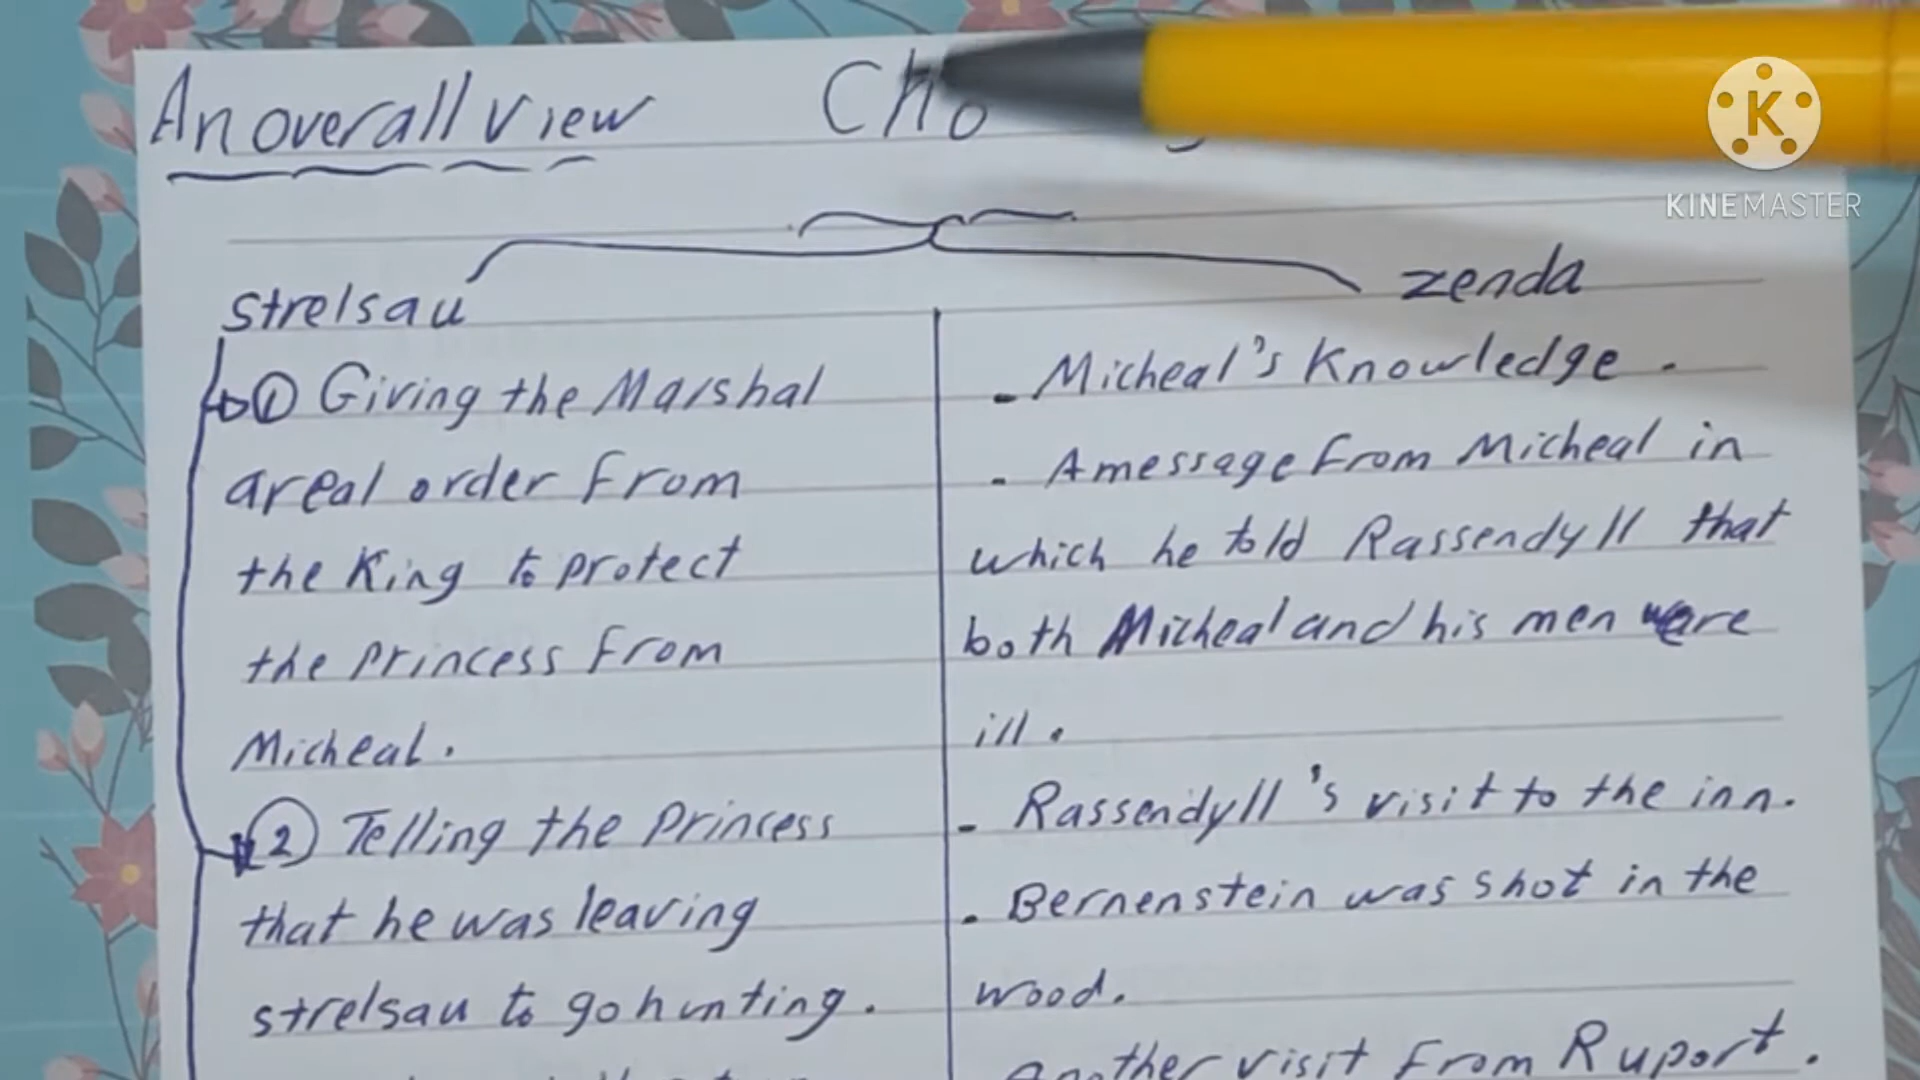 An overall view
K
KINEMASTER
strelsau
① Giving the Marshal
a real order from
the King to protect
the princess from
Micheal.
② Telling the princess
that he was leaving
strelsau to go hunting.
zenda
- Micheal's Knowledge.
- A message from Micheal in
which he told Rassendyll that
both Micheal and his men were
ill.
- Rassendyll's visit to the inn.
- Bernenstein was shot in the
wood.
another visit from Ruport.